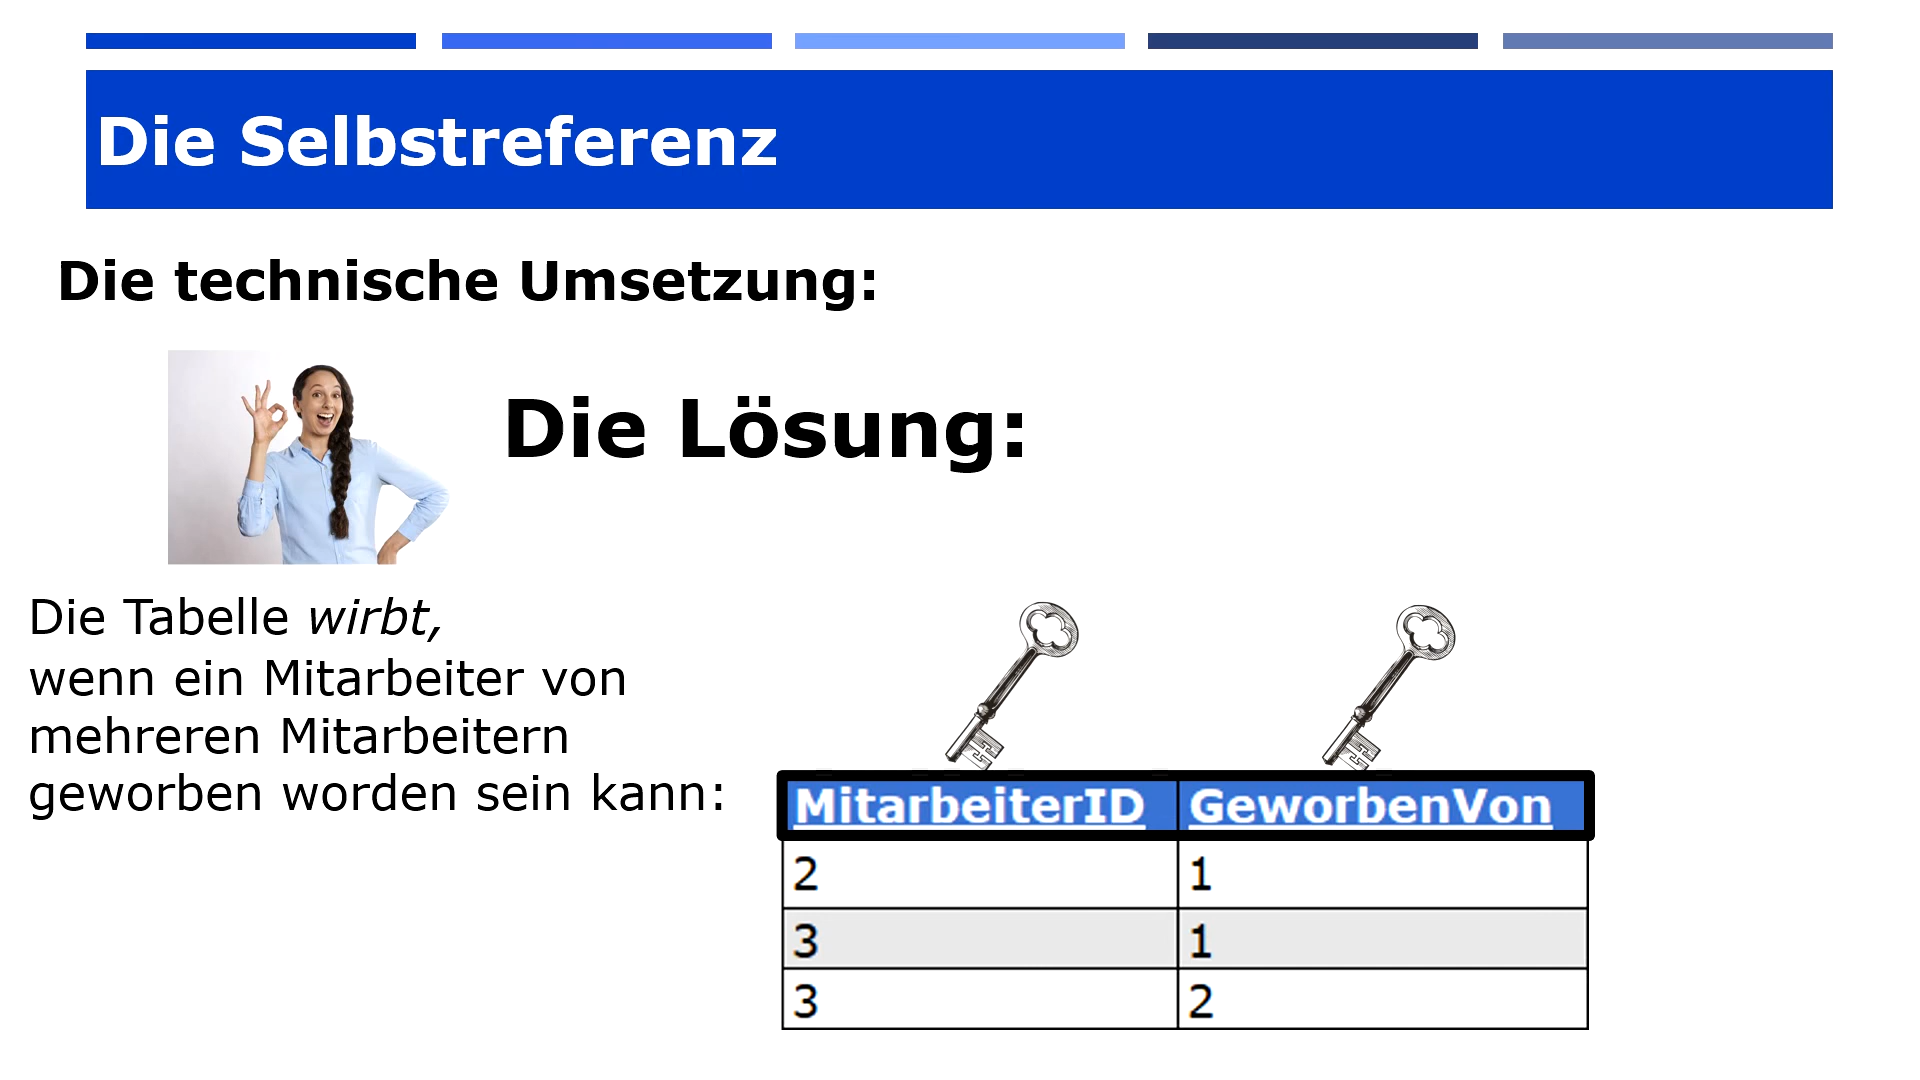 Die Selbstreferenz
Die technische Umsetzung:
Die Lösung:
Die Tabelle wirbt,
wenn ein Mitarbeiter von
mehreren Mitarbeitern
geworben worden sein kann:
MitarbeiterID GeworbenVon
2 1
3 1
3 2